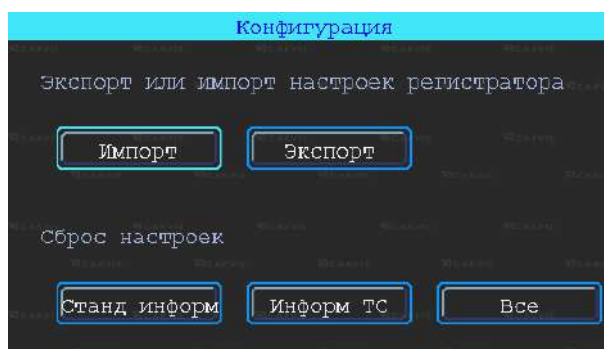 Конфигурация
Экспорт или импорт настроек регистратора
Импорт Экспорт
Сброс настроек
Станд информ Информ ТС Все